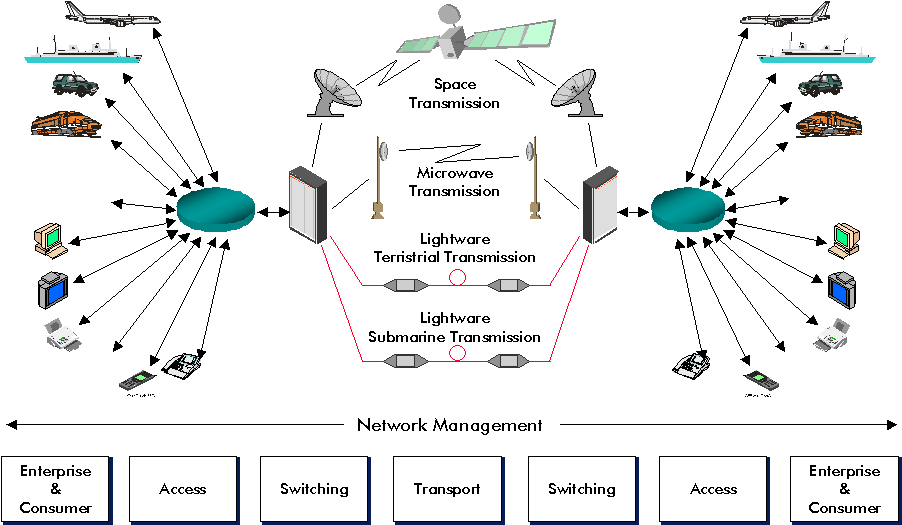 Space
Transmission
Microwave
Transmission
Lightware
Terristrial Transmission
Lightware
Submarine Transmission
Network Management
Enterprise
&
Consumer
Access
Switching
Transport
Switching
Access
Enterprise
&
Consumer